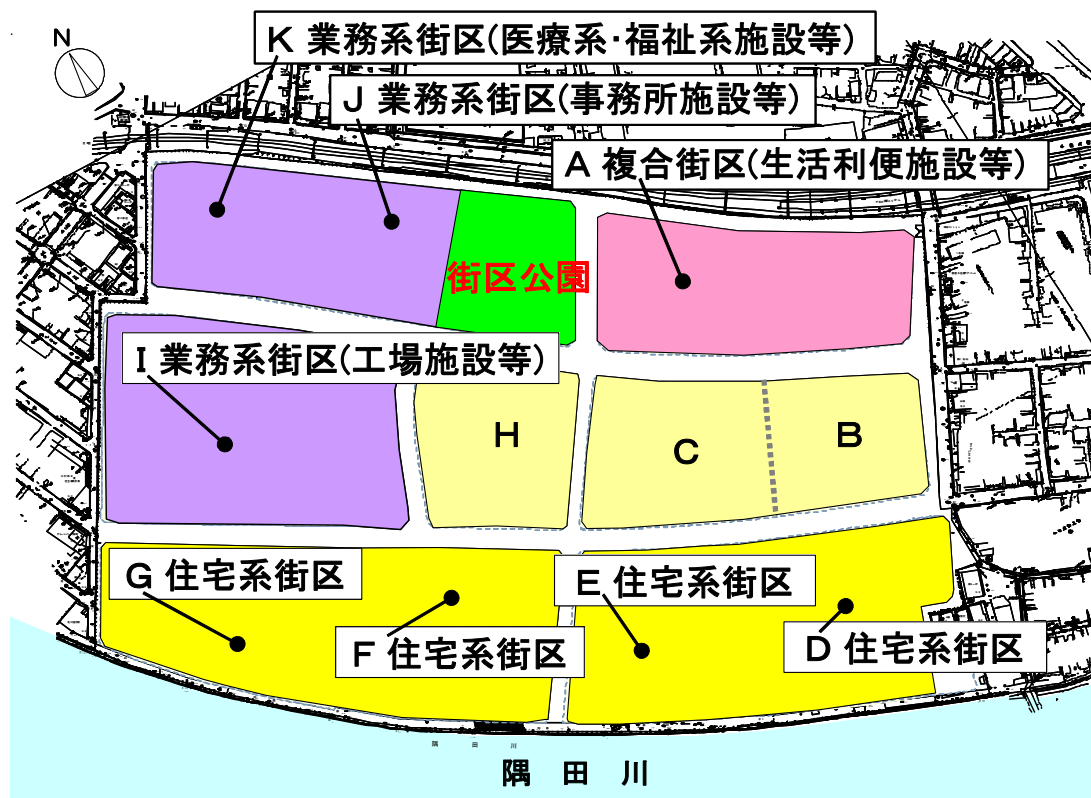 N
K 業務系街区(医療系・福祉系施設等)
J 業務系街区(事務所施設等)
A 複合街区(生活利便施設等)
街区公園
I 業務系街区(工場施設等)
H
C
B
G 住宅系街区
E 住宅系街区
F 住宅系街区
D 住宅系街区
隅 田 川
隅 田 川